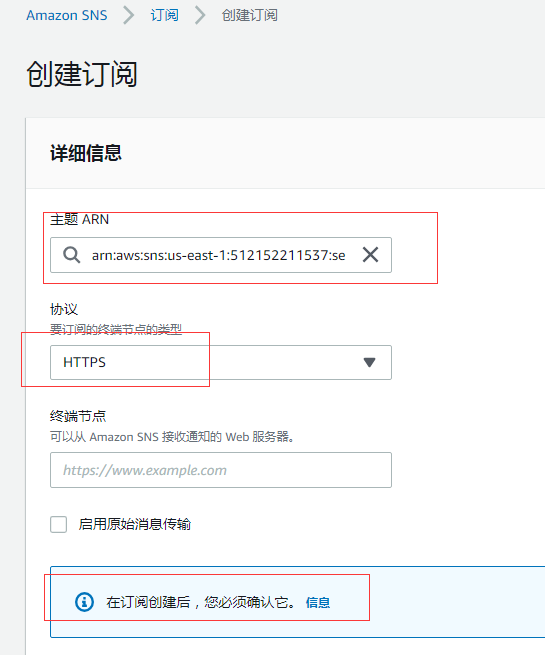 Amazon SNS > 订阅 > 创建订阅
创建订阅
详细信息
主题 ARN
arn:aws:sns:us-east-1:512152211537:se
协议
要订阅的终端节点的类型
HTTPS
终端节点
可以从 Amazon SNS 接收通知的 Web 服务器。
https://www.example.com
启用原始消息传输
在订阅创建后，您必须确认它。 信息